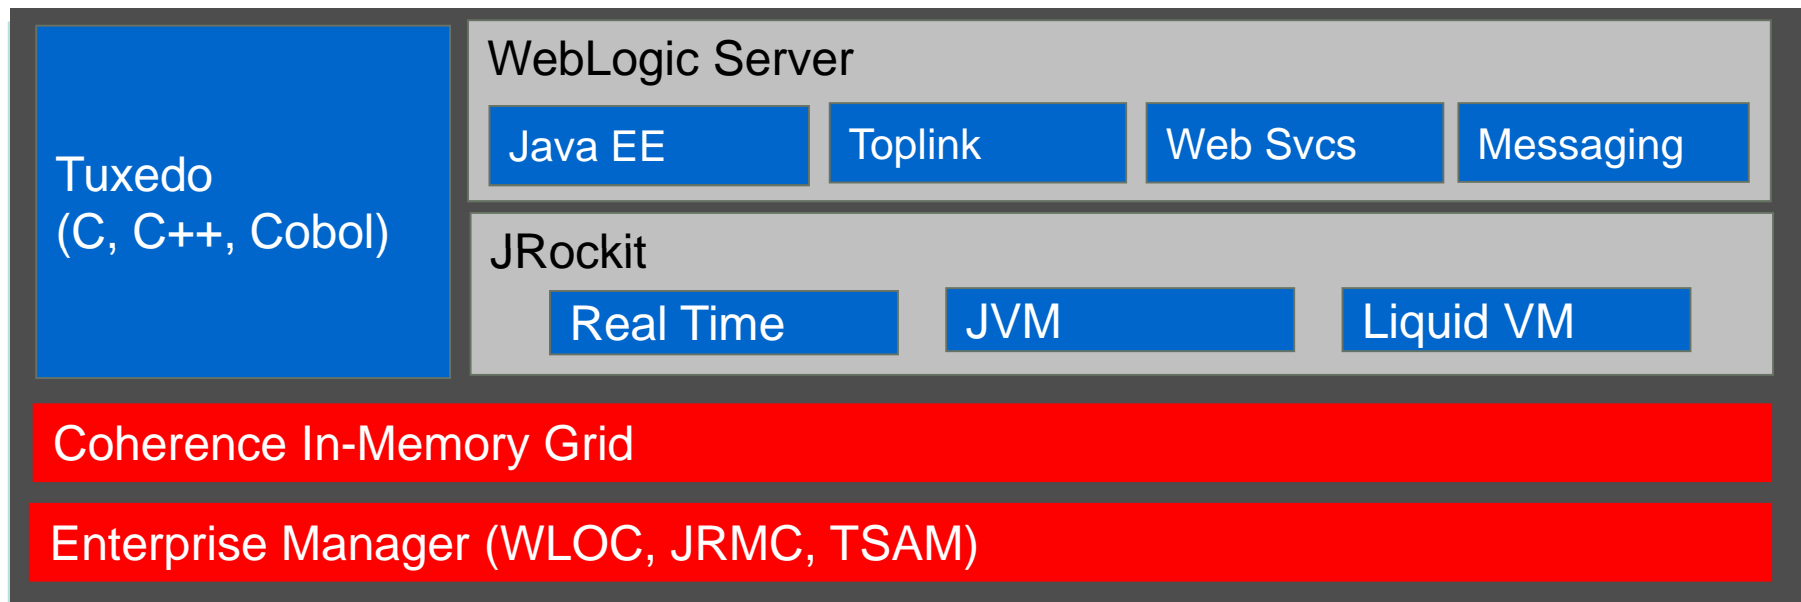 Tuxedo
(C, C++, Cobol)
WebLogic Server
Java EE
Toplink
Web Svcs
Messaging
JRockit
Real Time
JVM
Liquid VM
Coherence In-Memory Grid
Enterprise Manager (WLOC, JRMC, TSAM)